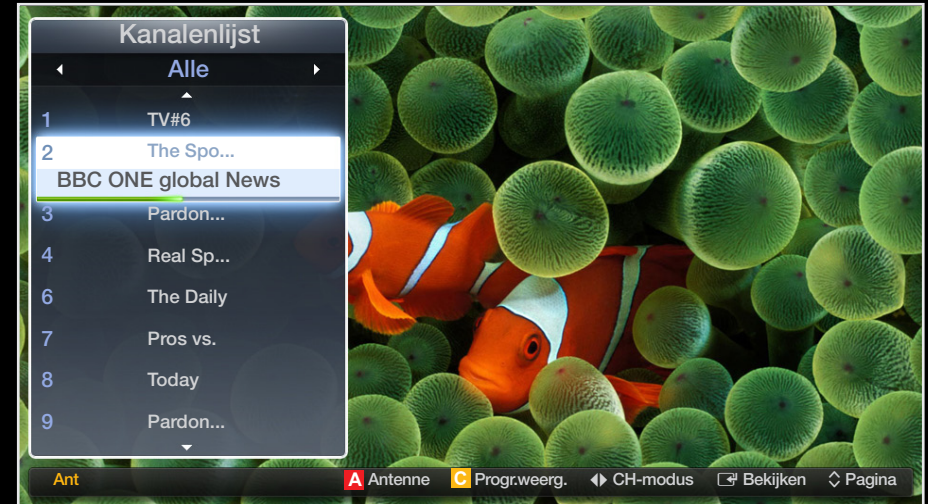 Kanalenlijst
Alle
1 TV#6
2 The Spo...
BBC ONE global News
3 Pardon...
4 Real Sp...
6 The Daily
7 Pros vs.
8 Today
9 Pardon...
Ant A Antenne C Progr.weerg. CH-modus Bekijken Pagina